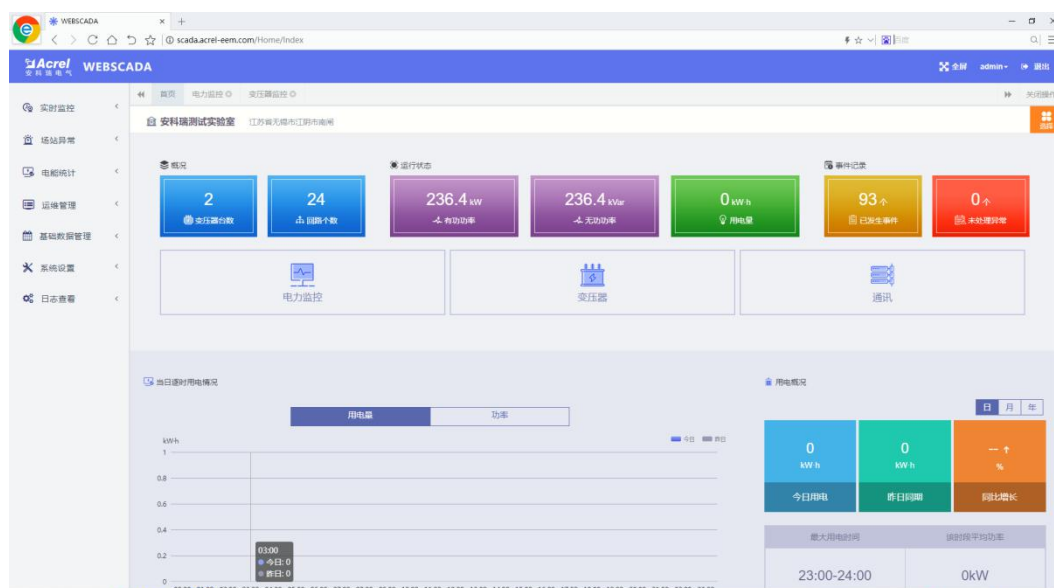 WEBSCADA
scada.acrel-eem.com/Home/Index
Acrel
安科瑞电气
WEBSCADA
全屏 admin 退出
首页 电力监控 变压器监控 关闭操作
实时监控
场站异常
电能统计
运维管理
基础数据管理
系统设置
日志查看
安科瑞测试实验室 江苏省无锡市江阴市南闸
选择
概况 运行状态 事件记录
2
变压器台数
24
回路个数
236.4 kW
有功功率
236.4 kVar
无功功率
0 kW·h
用电量
93 个
已发生事件
0 个
未处理异常
电力监控 变压器 通讯
当日逐时用电情况
用电量 功率
kW·h
今日 昨日
1
0.8
0.6
0.4
0.2
0
03:00
今日: 0
昨日: 0
用电概况
日 月 年
0
kW·h
今日用电
0
kW·h
昨日同期
-- ↑
%
同比增长
最大用电时间 该时段平均功率
23:00-24:00 0kW